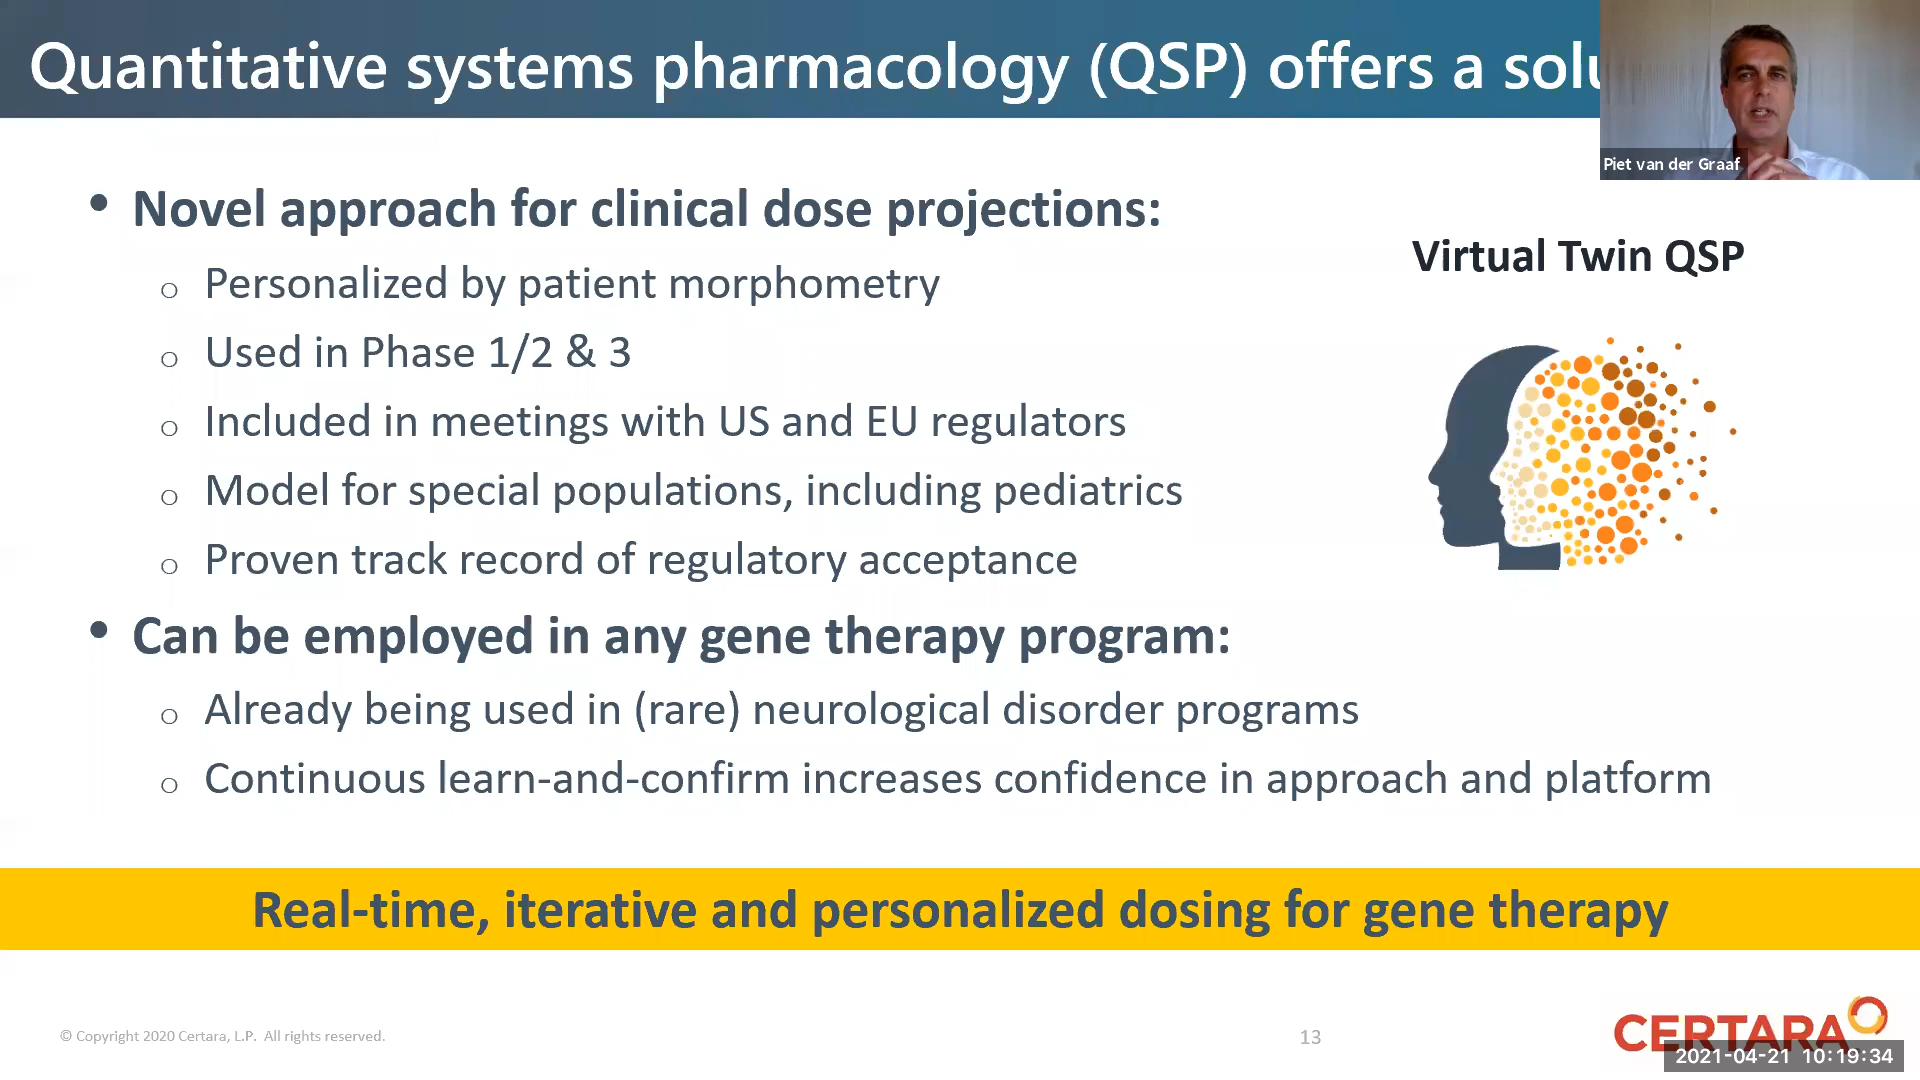 Quantitative systems pharmacology (QSP) offers a
Piet van der Graaf
• Novel approach for clinical dose projections:
o Personalized by patient morphometry
o Used in Phase 1/2 & 3
o Included in meetings with US and EU regulators
o Model for special populations, including pediatrics
o Proven track record of regulatory acceptance
Virtual Twin QSP
• Can be employed in any gene therapy program:
o Already being used in (rare) neurological disorder programs
o Continuous learn-and-confirm increases confidence in approach and platform
Real-time, iterative and personalized dosing for gene therapy
© Copyright 2020 Certara, L.P. All rights reserved.
13
CERTARA
2021-04-21 10:19:34